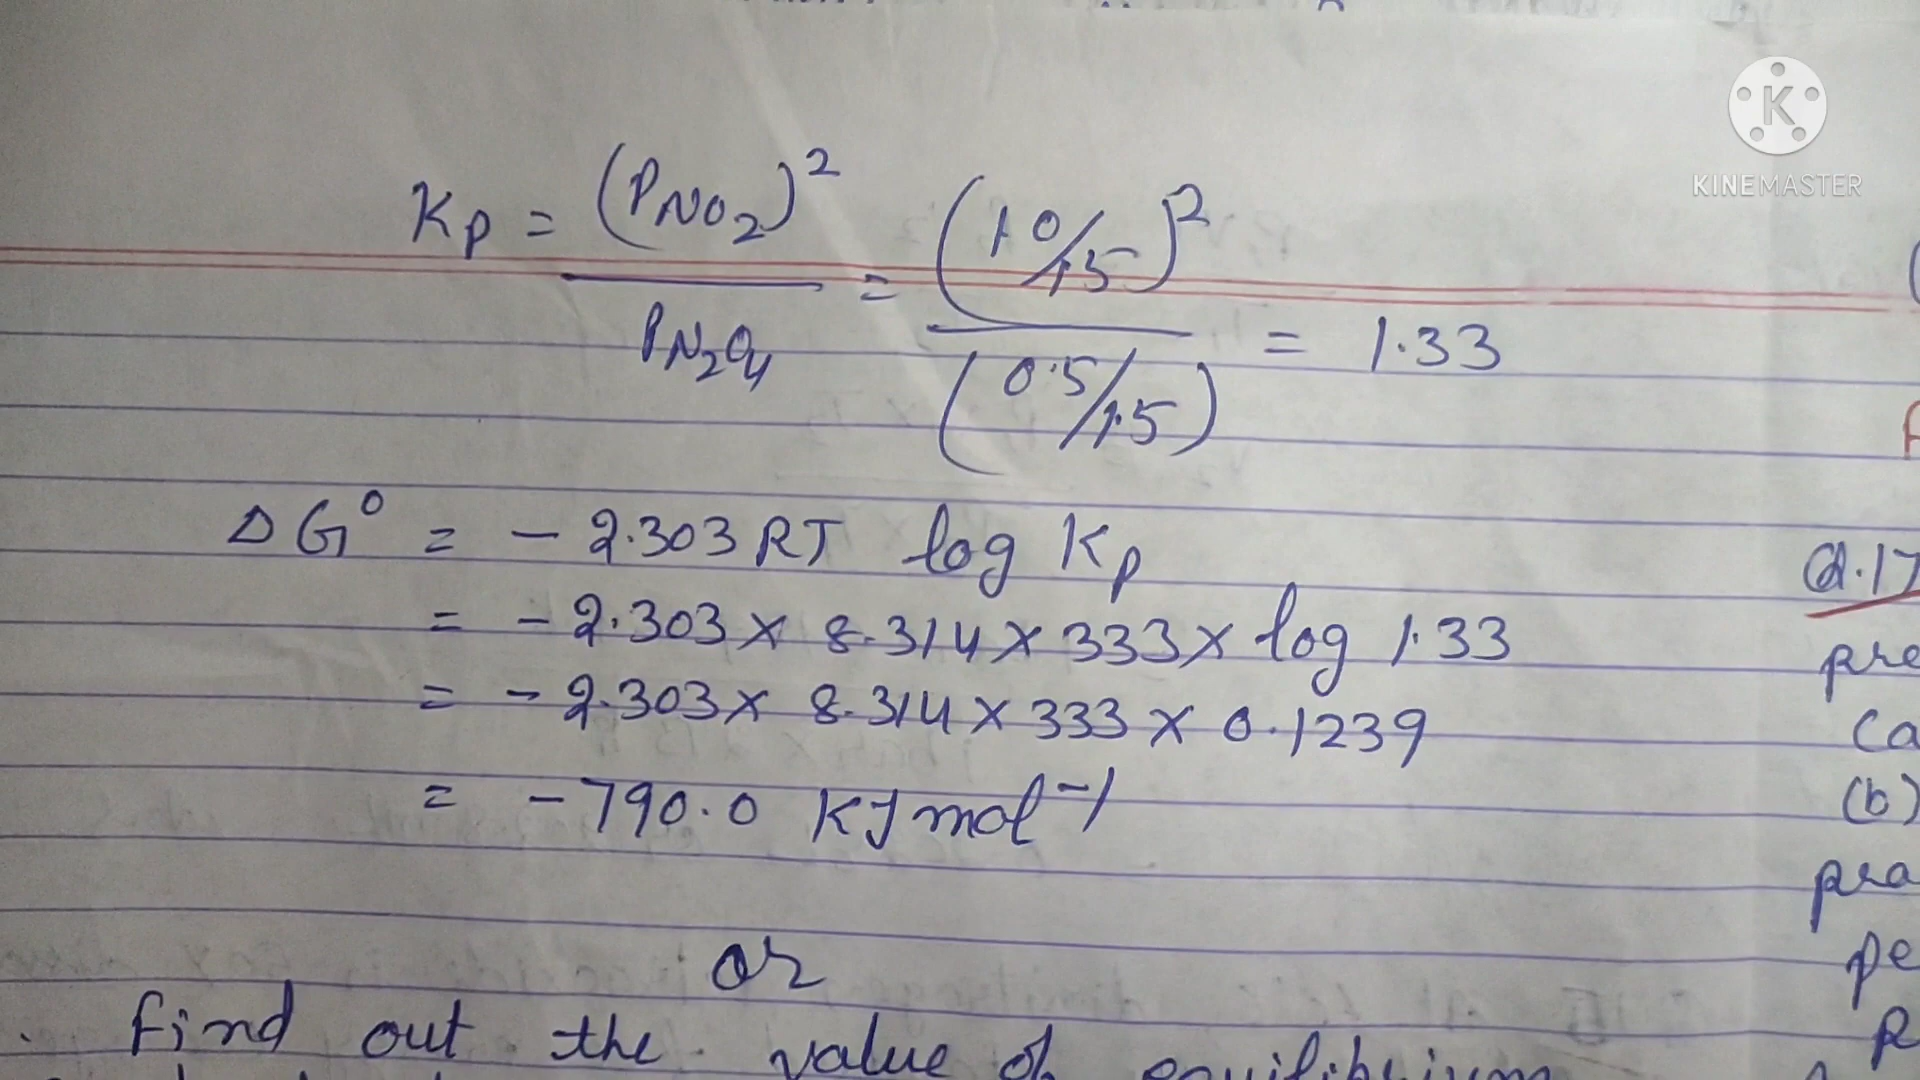 KINEMASTER
Kp = (PNO2)² / PN2O4 = (1.0/1.5)² / (0.5/1.5) = 1.33
ΔG° = - 2.303 RT log Kp
= - 2.303 × 8.314 × 333 × log 1.33
= - 2.303 × 8.314 × 333 × 0.1239
= - 790.0 KJ mol⁻¹
or
Find out the value of equilibrium
Q.17
pre
(a
(b)
pe